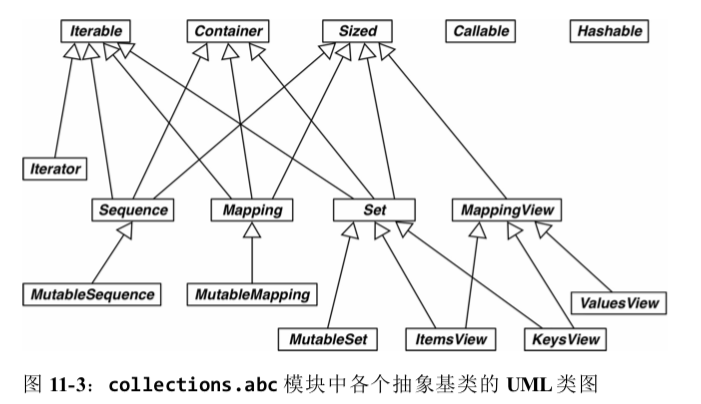 Iterable Container Sized Callable Hashable
Iterator
Sequence Mapping Set MappingView
MutableSequence MutableMapping ValuesView
MutableSet ItemsView KeysView
图 11-3：collections.abc 模块中各个抽象基类的 UML 类图